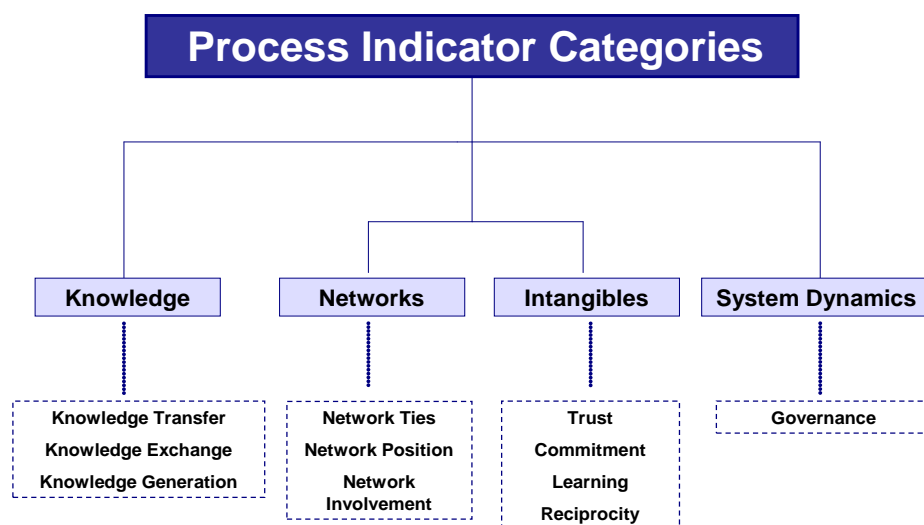 Process Indicator Categories
Knowledge
Networks
Intangibles
System Dynamics
Knowledge Transfer
Knowledge Exchange
Knowledge Generation
Network Ties
Network Position
Network
Involvement
Trust
Commitment
Learning
Reciprocity
Governance